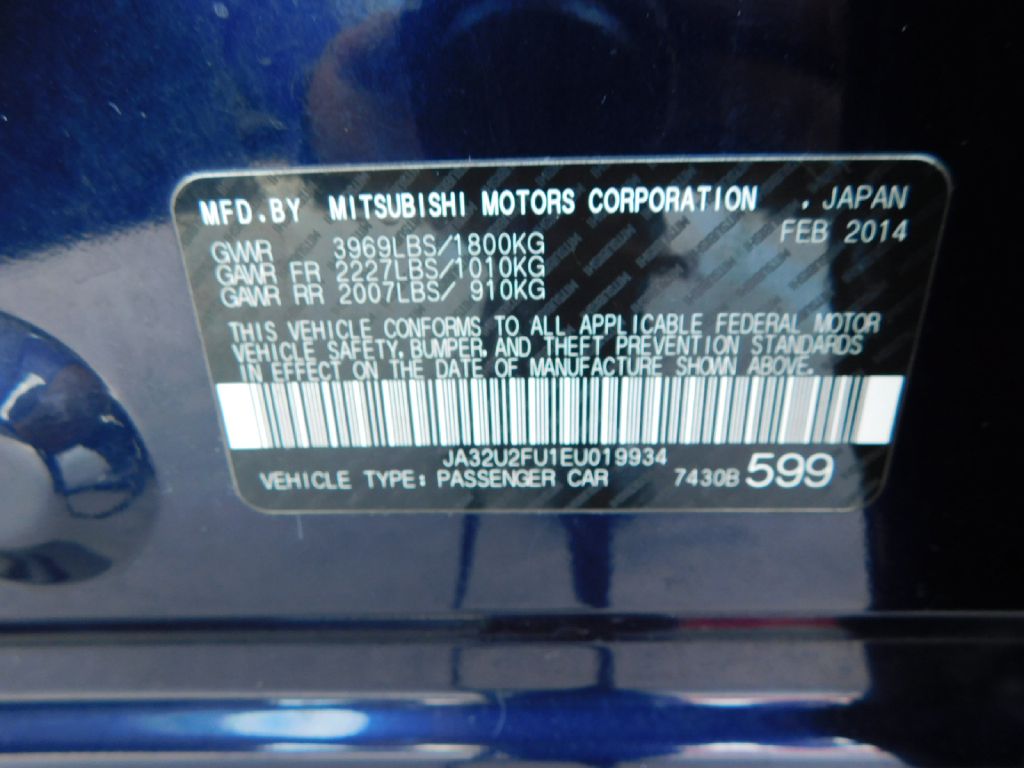 MFD.BY MITSUBISHI MOTORS CORPORATION . JAPAN
FEB 2014
GVWR 3969LBS/1800KG
GAWR FR 2227LBS/1010KG
GAWR RR 2007LBS/ 910KG
THIS VEHICLE CONFORMS TO ALL APPLICABLE FEDERAL MOTOR
VEHICLE SAFETY, BUMPER, AND THEFT PREVENTION STANDARDS
IN EFFECT ON THE DATE OF MANUFACTURE SHOWN ABOVE.
JA32U2FU1EU019934
VEHICLE TYPE: PASSENGER CAR 7430B 599